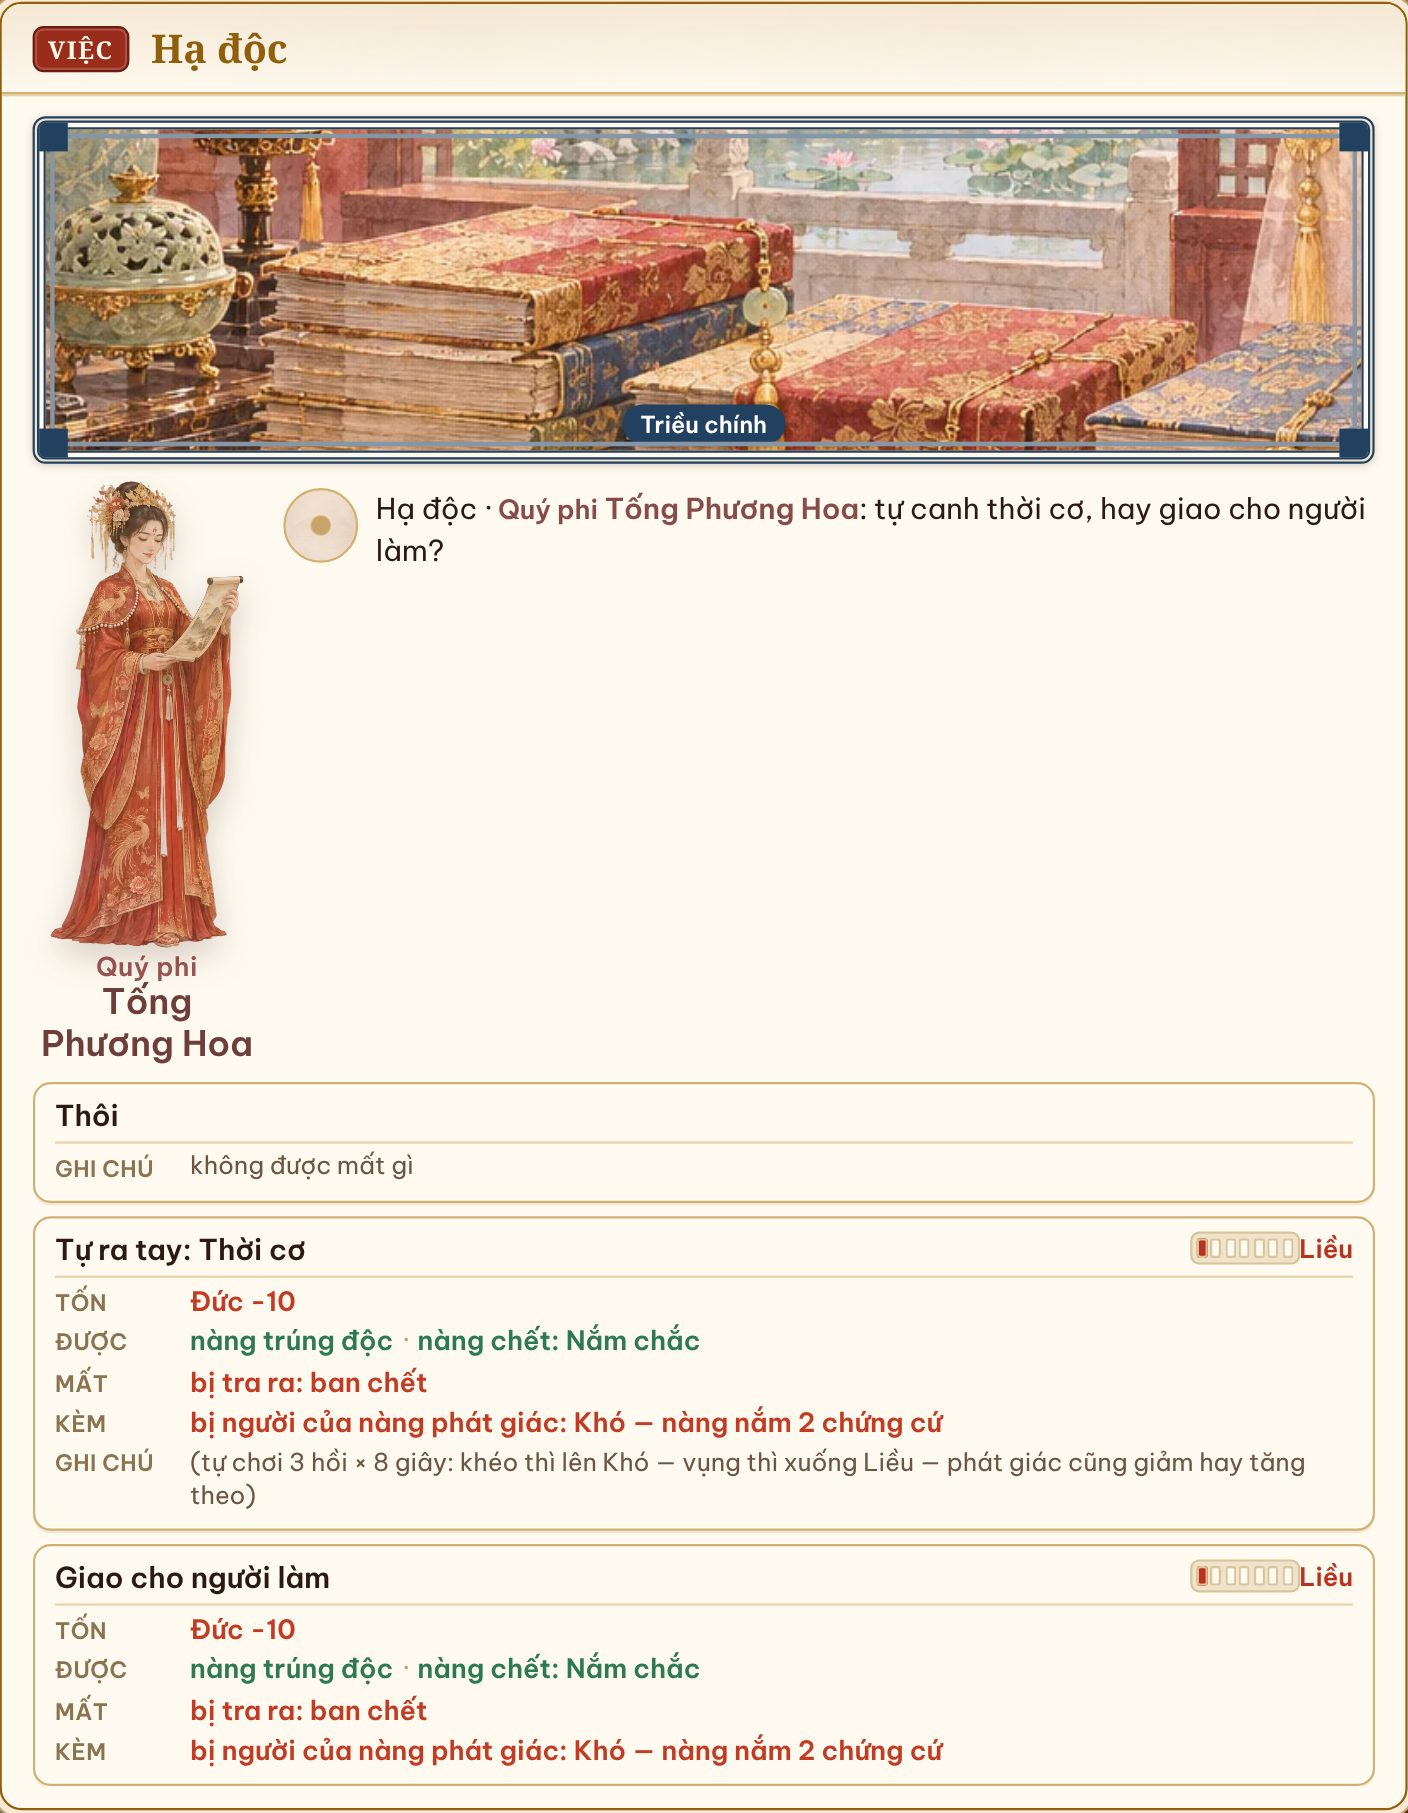 VIỆC Hạ độc
Triều chính
Hạ độc · Quý phi Tống Phương Hoa: tự canh thời cơ, hay giao cho người
làm?
Quý phi
Tống
Phương Hoa
Thôi
GHI CHÚ không được mất gì
Tự ra tay: Thời cơ Liều
TỐN Đức -10
ĐƯỢC nàng trúng độc · nàng chết: Nắm chắc
MẤT bị tra ra: ban chết
KÈM bị người của nàng phát giác: Khó — nàng nắm 2 chứng cứ
GHI CHÚ (tự chơi 3 hồi × 8 giây: khéo thì lên Khó — vụng thì xuống Liều — phát giác cũng giảm hay tăng
theo)
Giao cho người làm Liều
TỐN Đức -10
ĐƯỢC nàng trúng độc · nàng chết: Nắm chắc
MẤT bị tra ra: ban chết
KÈM bị người của nàng phát giác: Khó — nàng nắm 2 chứng cứ